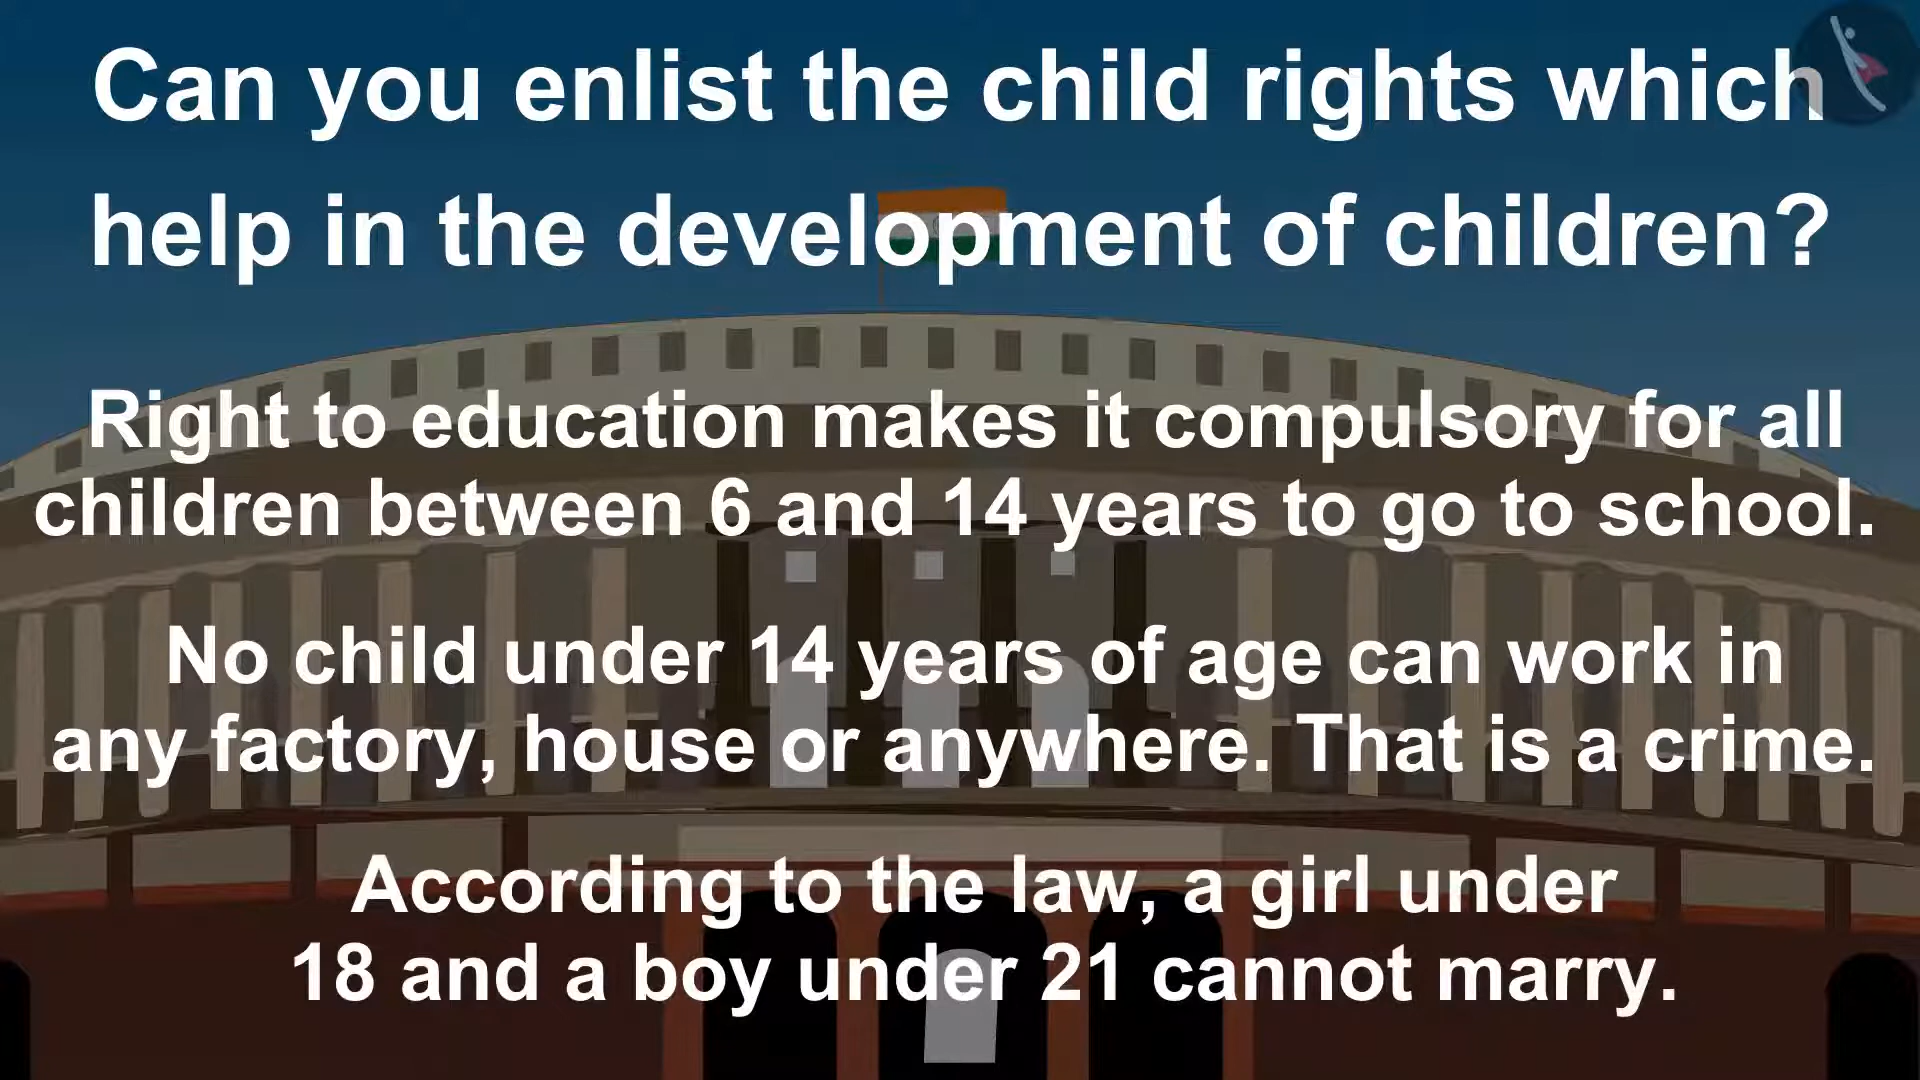 Can you enlist the child rights which
help in the development of children?
Right to education makes it compulsory for all
children between 6 and 14 years to go to school.
No child under 14 years of age can work in
any factory, house or anywhere. That is a crime.
According to the law, a girl under
18 and a boy under 21 cannot marry.